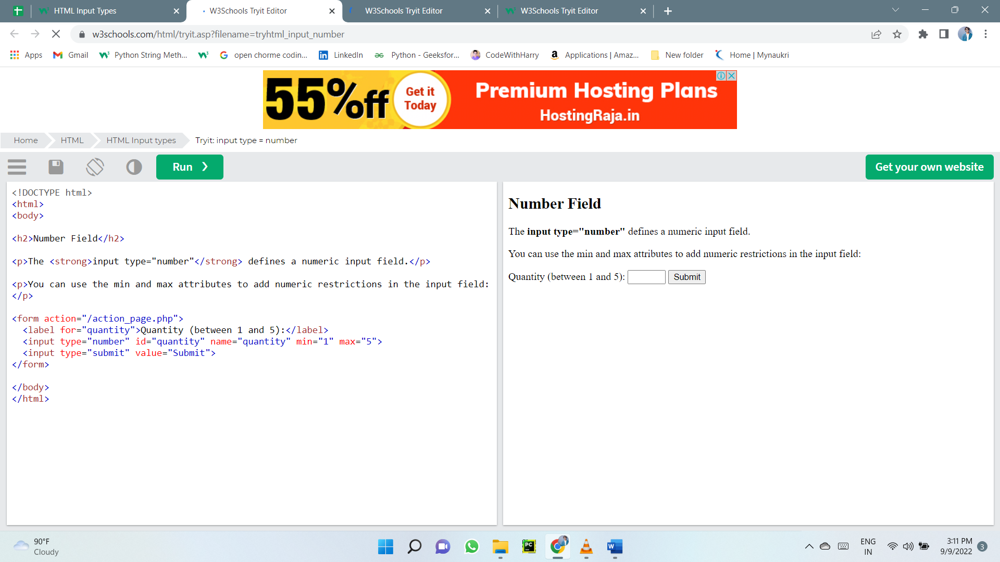 HTML Input Types
W3Schools Tryit Editor
W3Schools Tryit Editor
W3Schools Tryit Editor
w3schools.com/html/tryit.asp?filename=tryhtml_input_number
Apps
Gmail
Python String Meth...
open chorme codin...
LinkedIn
Python - Geeksfor...
CodeWithHarry
Applications | Amaz...
New folder
Home | Mynaukri
55%off
Get it
Today
Premium Hosting Plans
HostingRaja.in
Home
HTML
HTML Input types
Tryit: input type = number
Run ❯
Get your own website
<!DOCTYPE html>
<html>
<body>
<h2>Number Field</h2>
<p>The <strong>input type="number"</strong> defines a numeric input field.</p>
<p>You can use the min and max attributes to add numeric restrictions in the input field:
</p>
<form action="/action_page.php">
<label for="quantity">Quantity (between 1 and 5):</label>
<input type="number" id="quantity" name="quantity" min="1" max="5">
<input type="submit" value="Submit">
</form>
</body>
</html>
Number Field
The input type="number" defines a numeric input field.
You can use the min and max attributes to add numeric restrictions in the input field:
Quantity (between 1 and 5): Submit
90°F
Cloudy
PC
W
ENG
IN
3:11 PM
9/9/2022
3